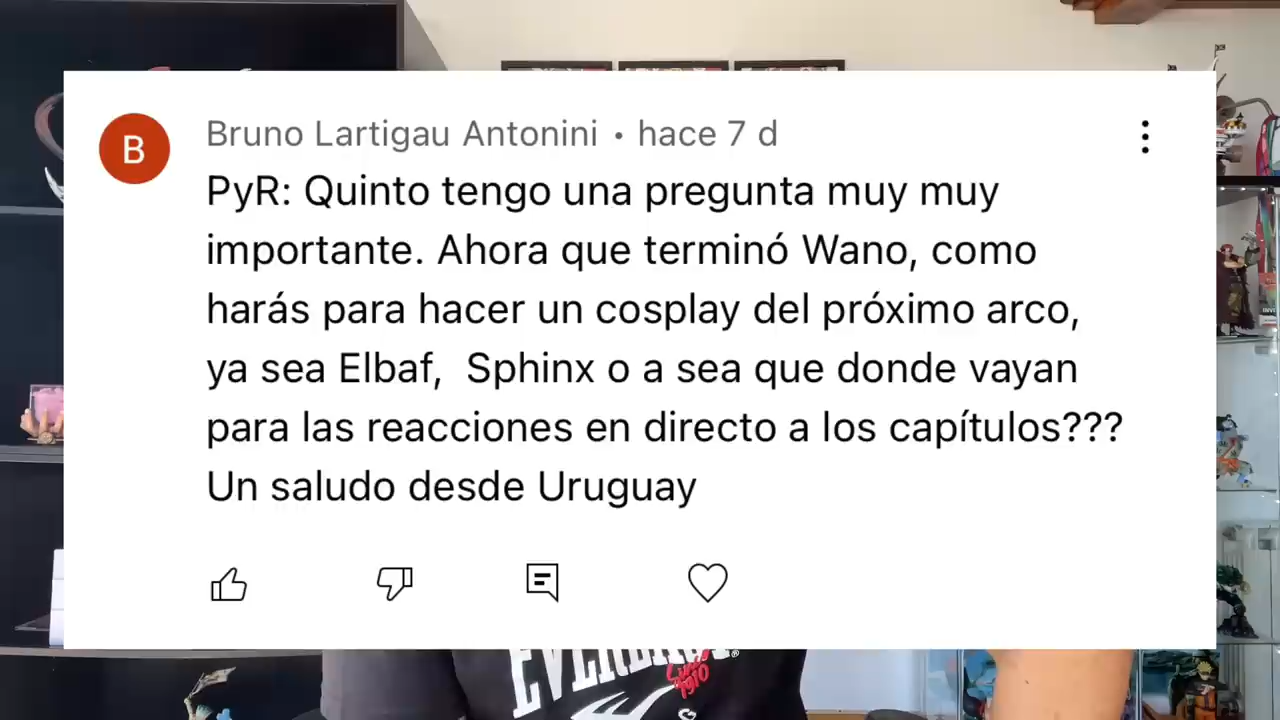 B
Bruno Lartigau Antonini • hace 7 d
PyR: Quinto tengo una pregunta muy muy
importante. Ahora que terminó Wano, como
harás para hacer un cosplay del próximo arco,
ya sea Elbaf,  Sphinx o a sea que donde vayan
para las reacciones en directo a los capítulos???
Un saludo desde Uruguay
EVERLAST®
1910